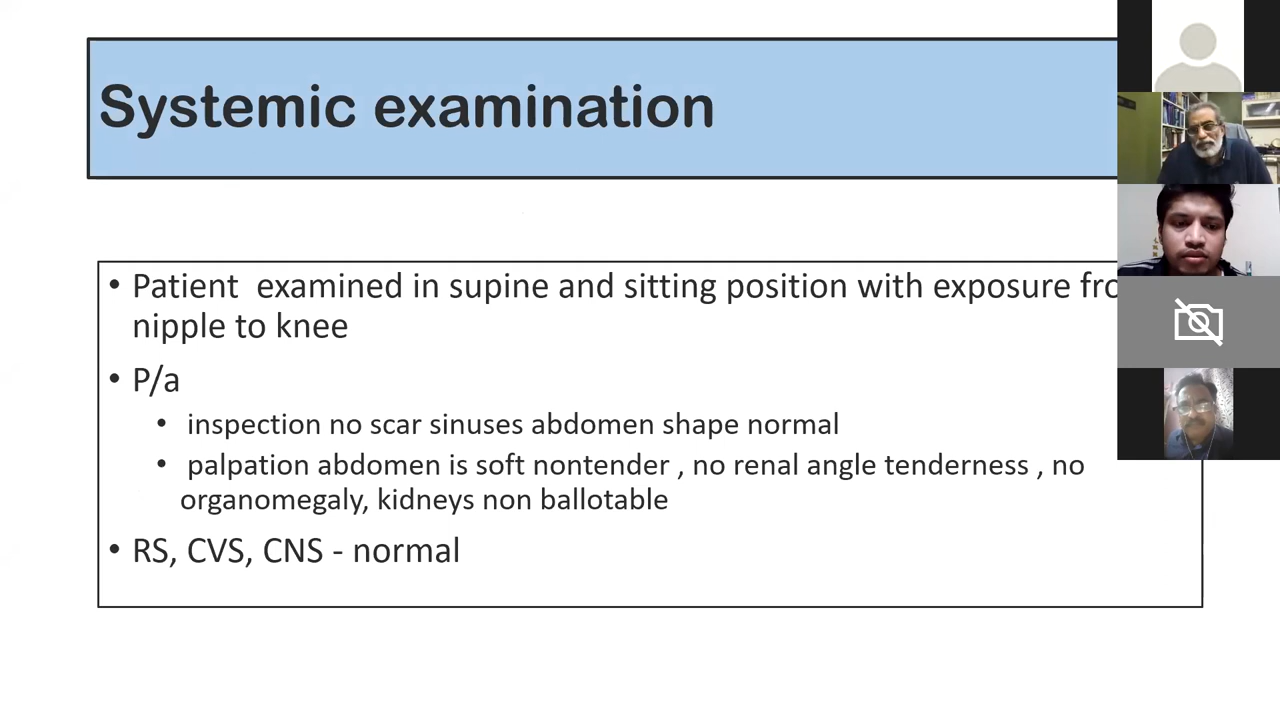 Systemic examination
• Patient examined in supine and sitting position with exposure
nipple to knee
• P/a
• inspection no scar sinuses abdomen shape normal
• palpation abdomen is soft nontender , no renal angle tenderness , no
organomegaly, kidneys non ballotable
• RS, CVS, CNS - normal